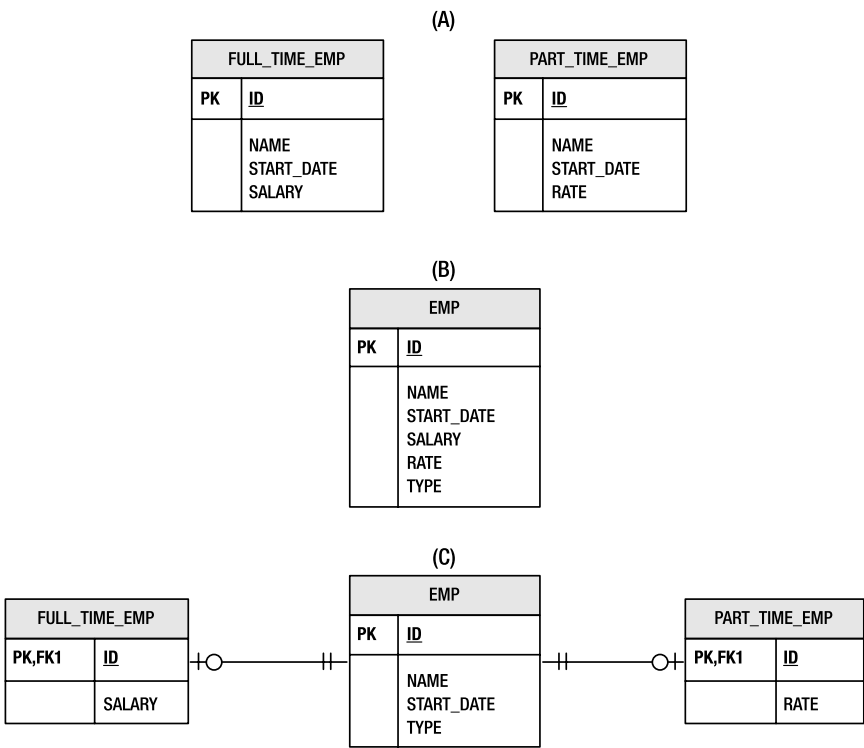 (A)
FULL_TIME_EMP
PK ID
NAME
START_DATE
SALARY
PART_TIME_EMP
PK ID
NAME
START_DATE
RATE
(B)
EMP
PK ID
NAME
START_DATE
SALARY
RATE
TYPE
(C)
FULL_TIME_EMP
PK,FK1 ID
SALARY
EMP
PK ID
NAME
START_DATE
TYPE
PART_TIME_EMP
PK,FK1 ID
RATE